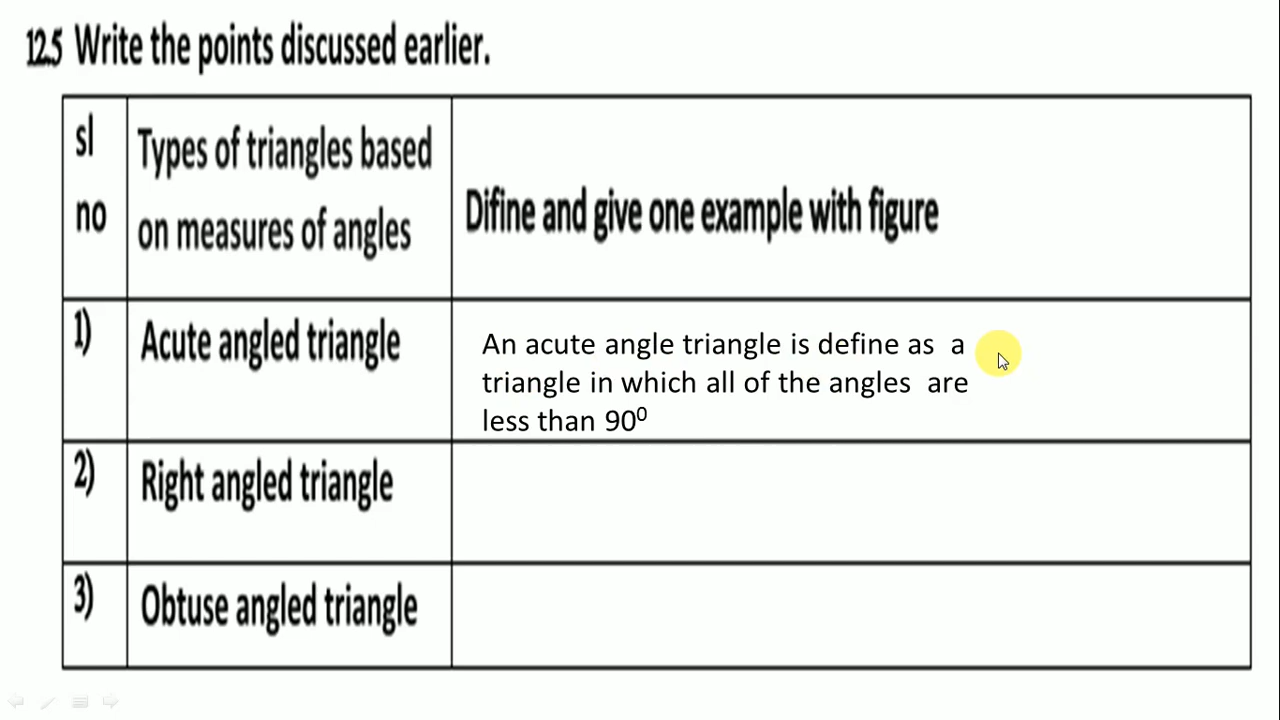 12.5 Write the points discussed earlier.
sl
no
Types of triangles based
on measures of angles
Difine and give one example with figure
1)
Acute angled triangle
An acute angle triangle is define as a
triangle in which all of the angles are
less than 90⁰
2)
Right angled triangle
3)
Obtuse angled triangle